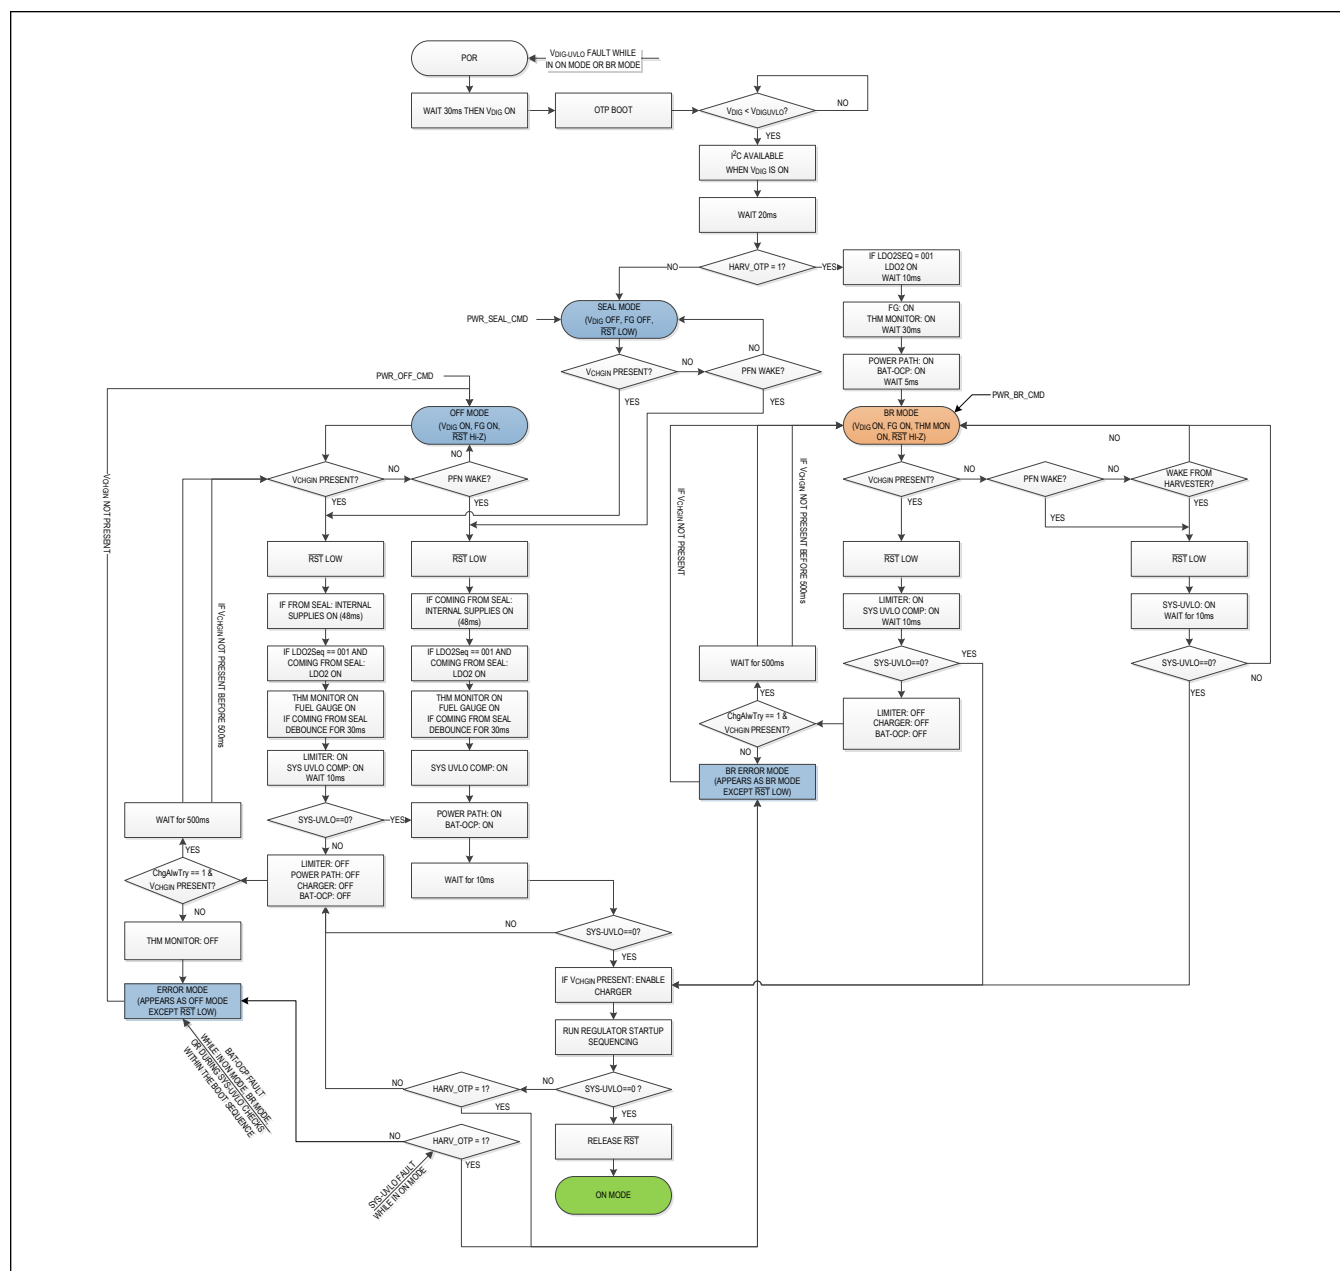 POR
VDIG-UVLO FAULT WHILE
IN ON MODE OR BR MODE
WAIT 30ms THEN VDIG ON
OTP BOOT
VDIG < VDIGUVLO?
NO
YES
I²C AVAILABLE
WHEN VDIG IS ON
WAIT 20ms
HARV_OTP = 1?
NO
YES
IF LDO2SEQ = 001
LDO2 ON
WAIT 10ms
FG: ON
THM MONITOR: ON
WAIT 30ms
POWER PATH: ON
BAT-OCP: ON
WAIT 5ms
PWR_SEAL_CMD
SEAL MODE
(VDIG OFF, FG OFF,
RST LOW)
VCHGIN PRESENT?
NO
PFN WAKE?
NO
YES
YES
PWR_OFF_CMD
OFF MODE
(VDIG ON, FG ON,
RST HI-Z)
NO
VCHGIN PRESENT?
NO
PFN WAKE?
YES
YES
PWR_BR_CMD
BR MODE
(VDIG ON, FG ON, THM MON
ON, RST HI-Z)
NO
VCHGIN PRESENT?
NO
PFN WAKE?
NO
WAKE FROM
HARVESTER?
YES
YES
YES
VCHGIN NOT PRESENT
IF VCHGIN NOT PRESENT BEFORE 500ms
IF VCHGIN NOT PRESENT
IF VCHGIN NOT PRESENT BEFORE 500ms
RST LOW
IF FROM SEAL: INTERNAL
SUPPLIES ON (48ms)
IF LDO2Seq == 001 AND
COMING FROM SEAL:
LDO2 ON
THM MONITOR ON
FUEL GAUGE ON
IF COMING FROM SEAL
DEBOUNCE FOR 30ms
LIMITER: ON
SYS UVLO COMP: ON
WAIT 10ms
SYS-UVLO==0?
YES
NO
RST LOW
IF COMING FROM SEAL:
INTERNAL SUPPLIES ON
(48ms)
IF LDO2Seq == 001 AND
COMING FROM SEAL:
LDO2 ON
THM MONITOR ON
FUEL GAUGE ON
IF COMING FROM SEAL
DEBOUNCE FOR 30ms
SYS UVLO COMP: ON
POWER PATH: ON
BAT-OCP: ON
WAIT for 10ms
RST LOW
LIMITER: ON
SYS UVLO COMP: ON
WAIT 10ms
SYS-UVLO==0?
YES
LIMITER: OFF
CHARGER: OFF
BAT-OCP: OFF
RST LOW
SYS-UVLO: ON
WAIT for 10ms
SYS-UVLO==0?
NO
YES
WAIT for 500ms
YES
ChgAlwTry == 1 &
VCHGIN PRESENT?
NO
BR ERROR MODE
(APPEARS AS BR MODE
EXCEPT RST LOW)
WAIT for 500ms
YES
ChgAlwTry == 1 &
VCHGIN PRESENT?
NO
LIMITER: OFF
POWER PATH: OFF
CHARGER: OFF
BAT-OCP: OFF
THM MONITOR: OFF
ERROR MODE
(APPEARS AS OFF MODE
EXCEPT RST LOW)
BAT-OCP FAULT
WHILE IN ON MODE, BR MODE,
OR DURING SYS-UVLO CHECKS
WITHIN THE BOOT SEQUENCE
NO
SYS-UVLO==0?
YES
IF VCHGIN PRESENT: ENABLE
CHARGER
RUN REGULATOR STARTUP
SEQUENCING
NO
HARV_OTP = 1?
NO
SYS-UVLO==0 ?
YES
YES
NO
HARV_OTP = 1?
YES
SYS-UVLO FAULT
WHILE IN ON MODE
RELEASE RST
ON MODE